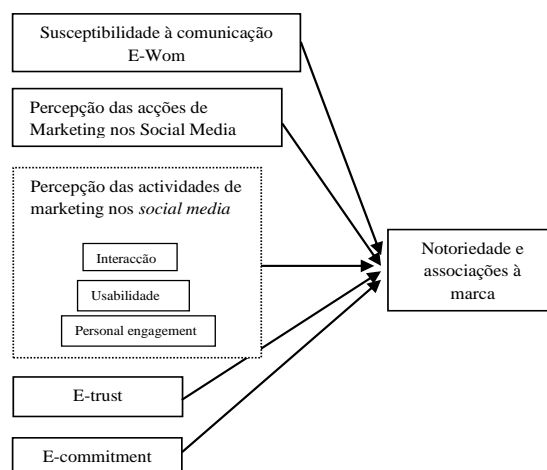 Susceptibilidade à comunicação
E-Wom
Percepção das acções de
Marketing nos Social Media
Percepção das actividades de
marketing nos social media
Interacção
Usabilidade
Personal engagement
E-trust
E-commitment
Notoriedade e
associações à
marca